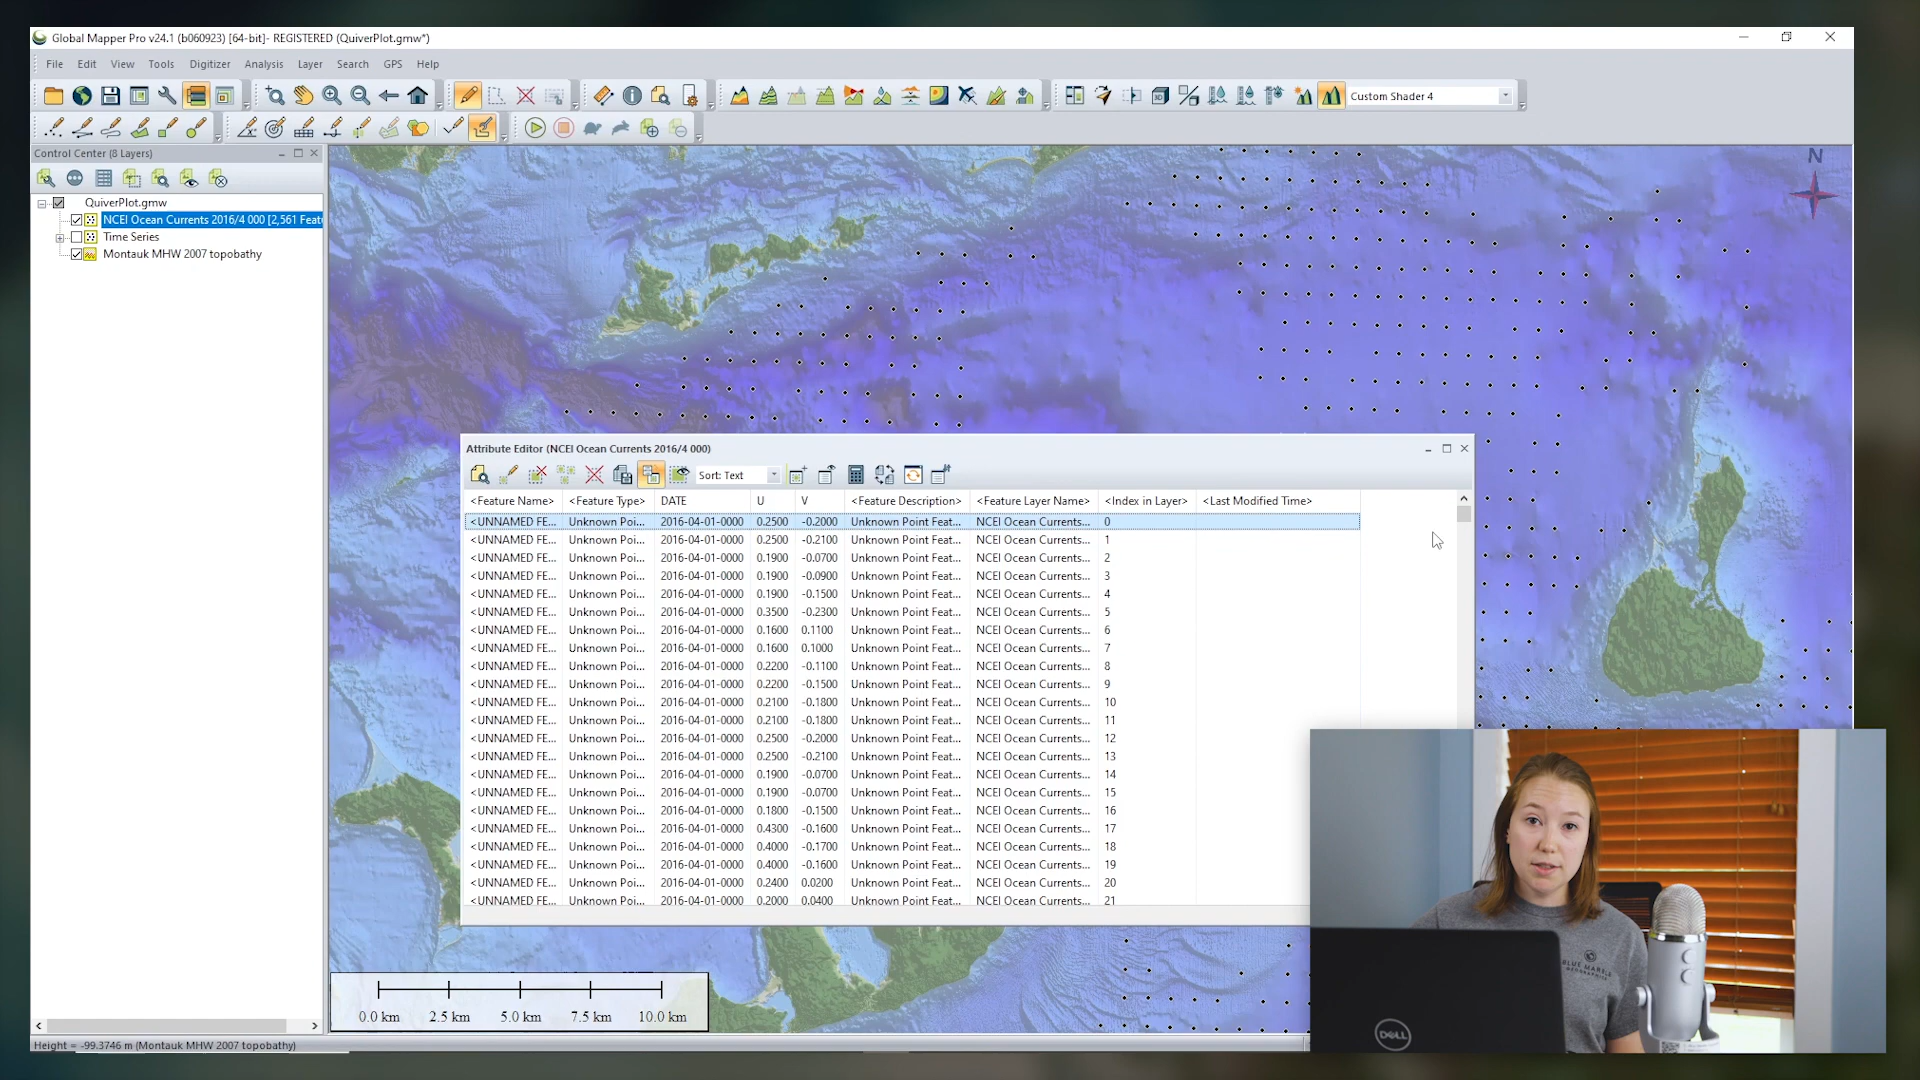 Global Mapper Pro v24.1 (b060923) [64-bit]- REGISTERED (QuiverPlot.gmw*)
File Edit View Tools Digitizer Analysis Layer Search GPS Help
Custom Shader 4
Control Center (8 Layers)
QuiverPlot.gmw
NCEI Ocean Currents 2016/4 000 [2,561 Featu
Time Series
Montauk MHW 2007 topobathy
N
Attribute Editor (NCEI Ocean Currents 2016/4 000)
Sort: Text
<Feature Name> <Feature Type> DATE U V <Feature Description> <Feature Layer Name> <Index in Layer> <Last Modified Time>
<UNNAMED FE... Unknown Poi... 2016-04-01-0000 0.2500 -0.2000 Unknown Point Feat... NCEI Ocean Currents... 0
<UNNAMED FE... Unknown Poi... 2016-04-01-0000 0.2500 -0.2100 Unknown Point Feat... NCEI Ocean Currents... 1
<UNNAMED FE... Unknown Poi... 2016-04-01-0000 0.1900 -0.0700 Unknown Point Feat... NCEI Ocean Currents... 2
<UNNAMED FE... Unknown Poi... 2016-04-01-0000 0.1900 -0.0900 Unknown Point Feat... NCEI Ocean Currents... 3
<UNNAMED FE... Unknown Poi... 2016-04-01-0000 0.1900 -0.1500 Unknown Point Feat... NCEI Ocean Currents... 4
<UNNAMED FE... Unknown Poi... 2016-04-01-0000 0.3500 -0.2300 Unknown Point Feat... NCEI Ocean Currents... 5
<UNNAMED FE... Unknown Poi... 2016-04-01-0000 0.1600 0.1100 Unknown Point Feat... NCEI Ocean Currents... 6
<UNNAMED FE... Unknown Poi... 2016-04-01-0000 0.1600 0.1000 Unknown Point Feat... NCEI Ocean Currents... 7
<UNNAMED FE... Unknown Poi... 2016-04-01-0000 0.2200 -0.1100 Unknown Point Feat... NCEI Ocean Currents... 8
<UNNAMED FE... Unknown Poi... 2016-04-01-0000 0.2200 -0.1500 Unknown Point Feat... NCEI Ocean Currents... 9
<UNNAMED FE... Unknown Poi... 2016-04-01-0000 0.2100 -0.1800 Unknown Point Feat... NCEI Ocean Currents... 10
<UNNAMED FE... Unknown Poi... 2016-04-01-0000 0.2100 -0.1800 Unknown Point Feat... NCEI Ocean Currents... 11
<UNNAMED FE... Unknown Poi... 2016-04-01-0000 0.2500 -0.2000 Unknown Point Feat... NCEI Ocean Currents... 12
<UNNAMED FE... Unknown Poi... 2016-04-01-0000 0.2500 -0.2100 Unknown Point Feat... NCEI Ocean Currents... 13
<UNNAMED FE... Unknown Poi... 2016-04-01-0000 0.1900 -0.0700 Unknown Point Feat... NCEI Ocean Currents... 14
<UNNAMED FE... Unknown Poi... 2016-04-01-0000 0.1900 -0.0700 Unknown Point Feat... NCEI Ocean Currents... 15
<UNNAMED FE... Unknown Poi... 2016-04-01-0000 0.1800 -0.1500 Unknown Point Feat... NCEI Ocean Currents... 16
<UNNAMED FE... Unknown Poi... 2016-04-01-0000 0.4300 -0.1600 Unknown Point Feat... NCEI Ocean Currents... 17
<UNNAMED FE... Unknown Poi... 2016-04-01-0000 0.4000 -0.1700 Unknown Point Feat... NCEI Ocean Currents... 18
<UNNAMED FE... Unknown Poi... 2016-04-01-0000 0.4000 -0.1600 Unknown Point Feat... NCEI Ocean Currents... 19
<UNNAMED FE... Unknown Poi... 2016-04-01-0000 0.2400 0.0200 Unknown Point Feat... NCEI Ocean Currents... 20
<UNNAMED FE... Unknown Poi... 2016-04-01-0000 0.2000 0.0400 Unknown Point Feat... NCEI Ocean Currents... 21
0.0 km 2.5 km 5.0 km 7.5 km 10.0 km
Height = -99.3746 m (Montauk MHW 2007 topobathy)
BLUE MARBLE
GEOGRAPHICS
DELL